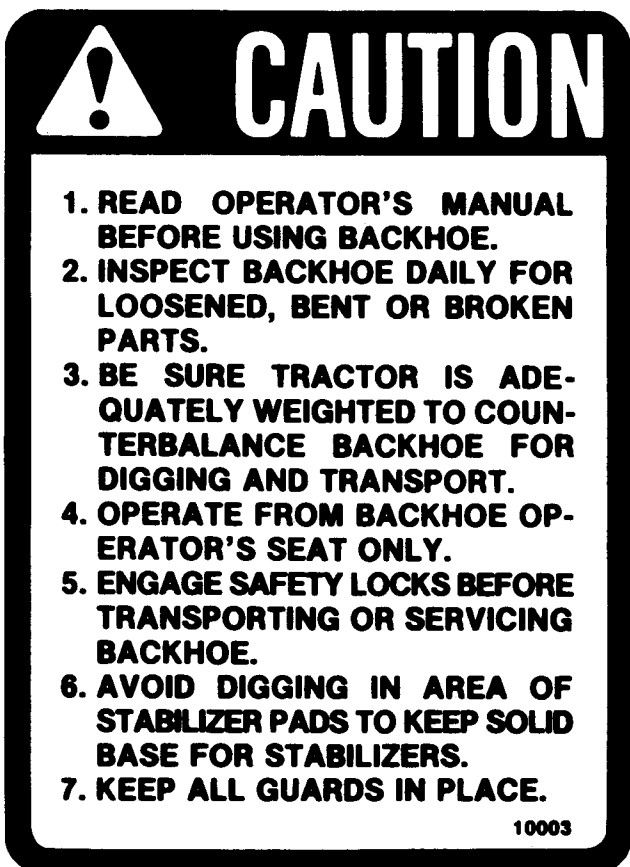 CAUTION
1. READ OPERATOR'S MANUAL
BEFORE USING BACKHOE.
2. INSPECT BACKHOE DAILY FOR
LOOSENED, BENT OR BROKEN
PARTS.
3. BE SURE TRACTOR IS ADE-
QUATELY WEIGHTED TO COUN-
TERBALANCE BACKHOE FOR
DIGGING AND TRANSPORT.
4. OPERATE FROM BACKHOE OP-
ERATOR'S SEAT ONLY.
5. ENGAGE SAFETY LOCKS BEFORE
TRANSPORTING OR SERVICING
BACKHOE.
6. AVOID DIGGING IN AREA OF
STABILIZER PADS TO KEEP SOLID
BASE FOR STABILIZERS.
7. KEEP ALL GUARDS IN PLACE.
10003